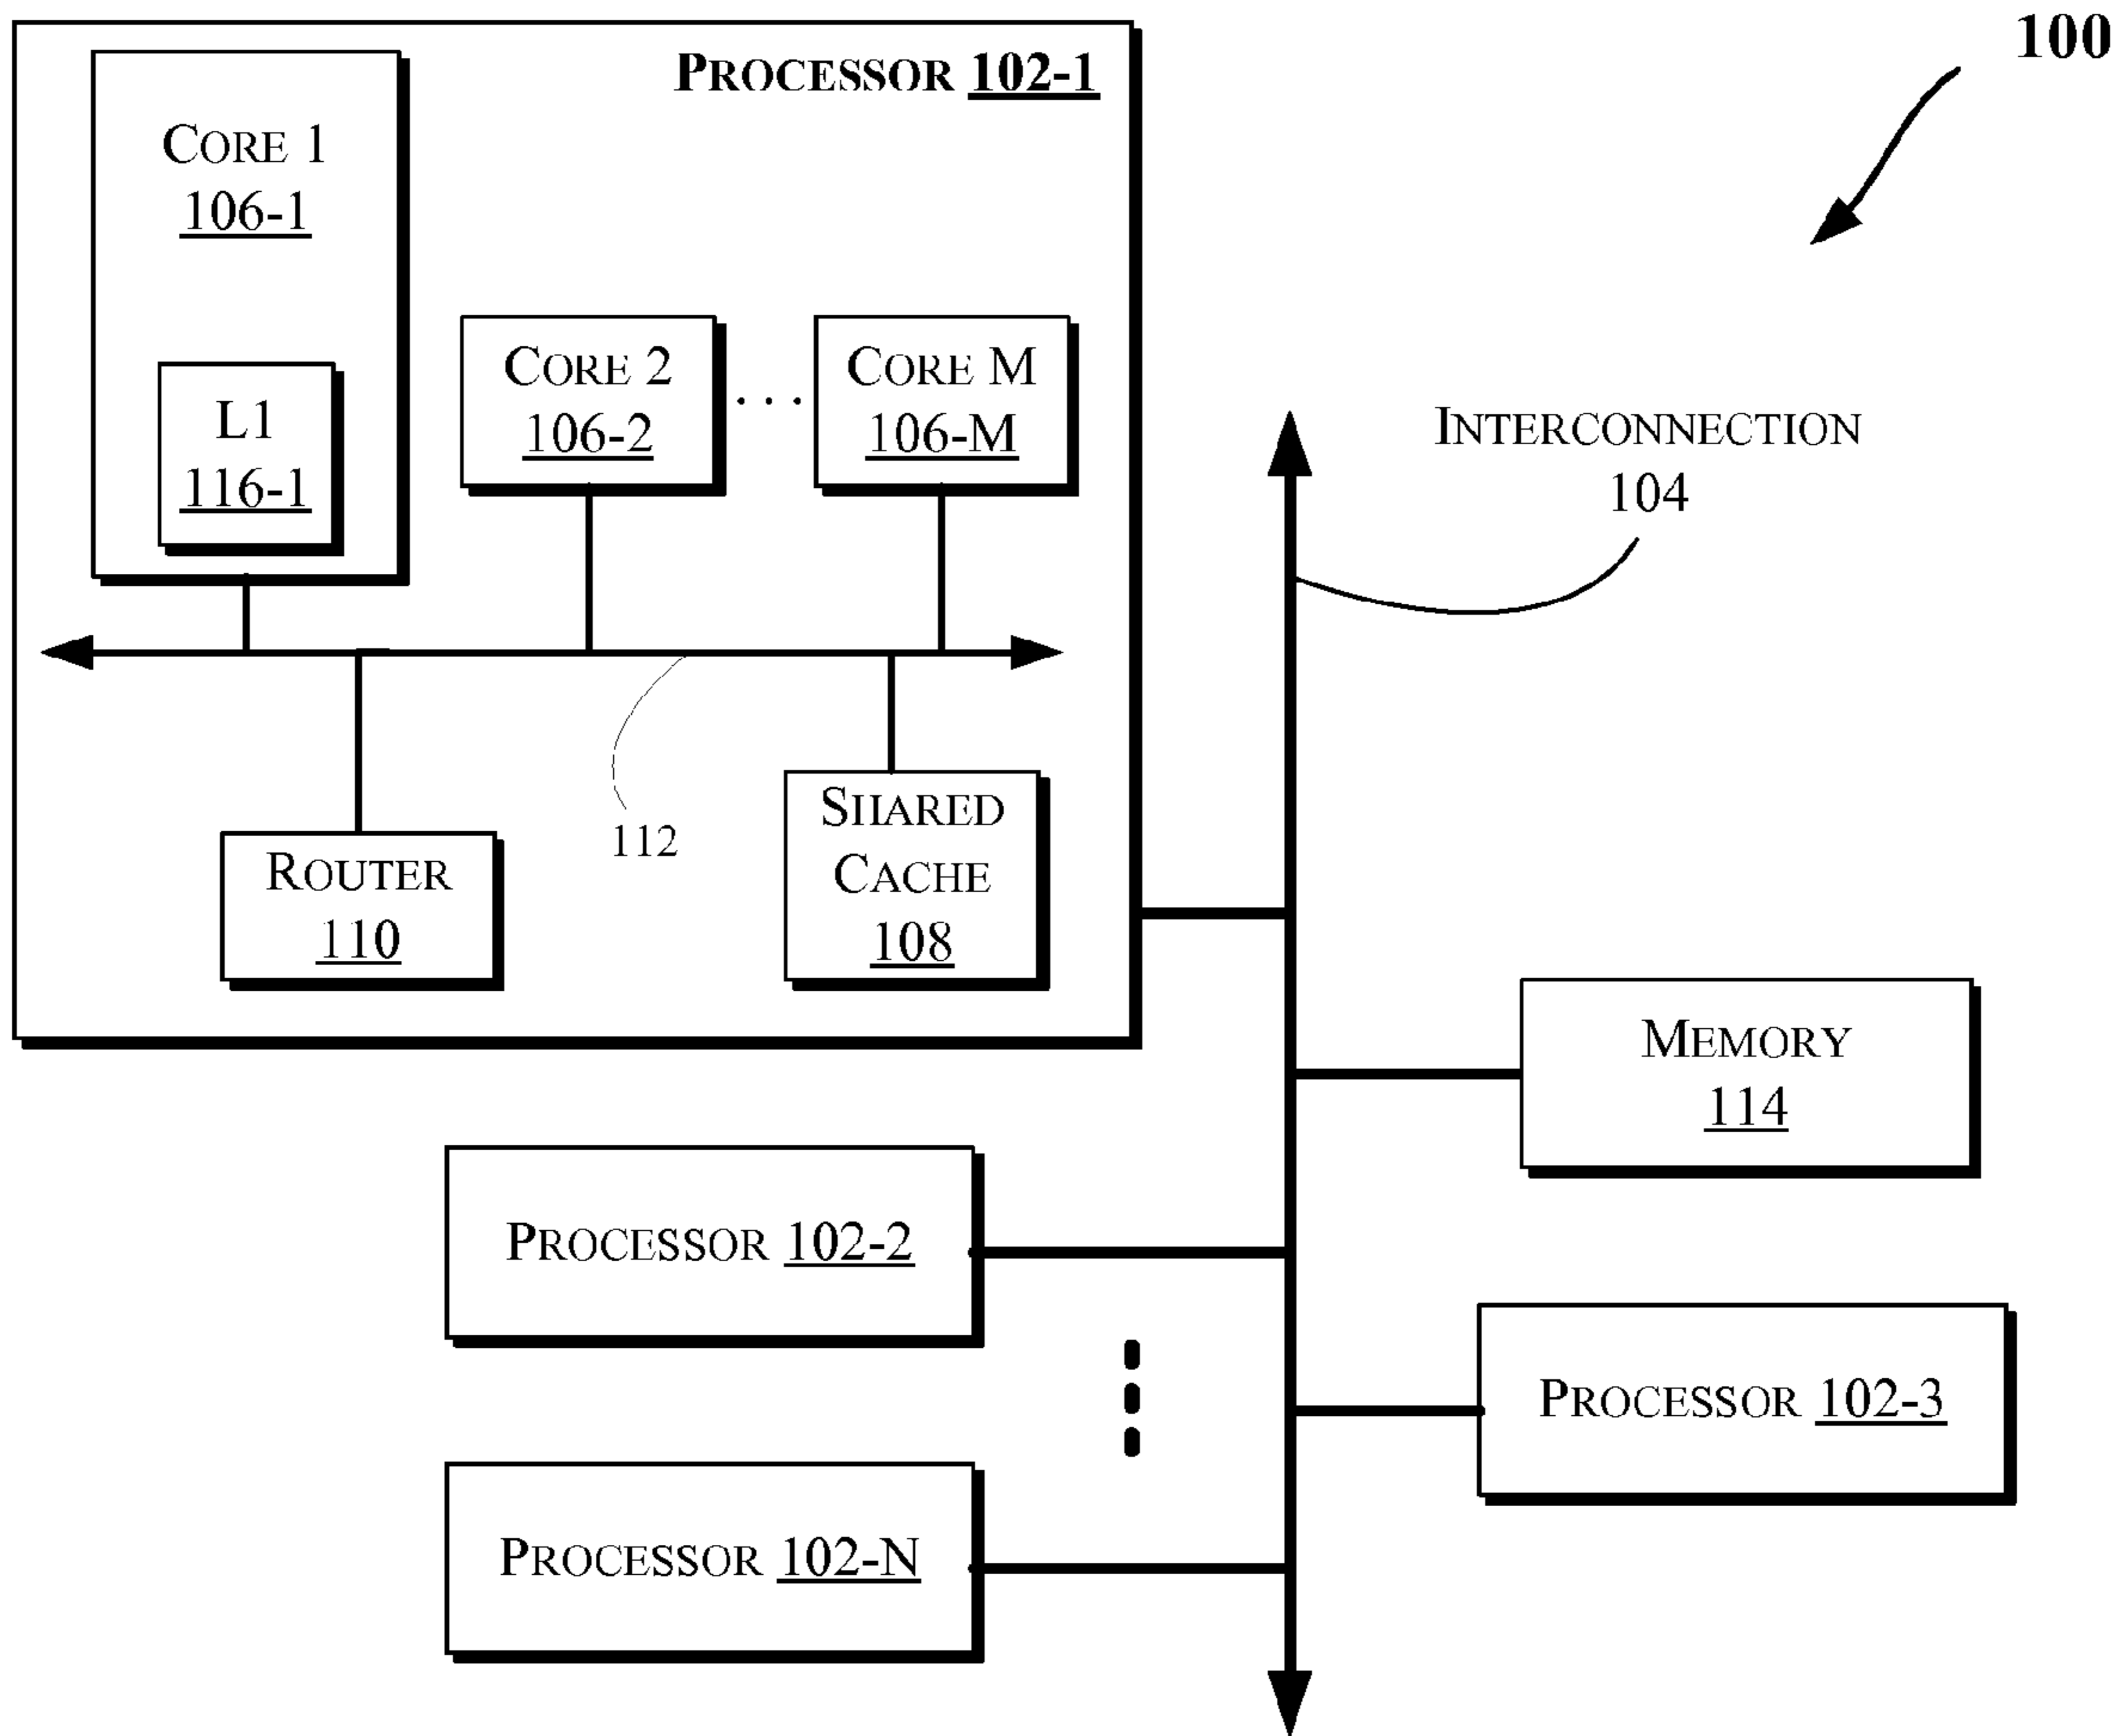 100
PROCESSOR 102-1
CORE 1
106-1
L1
116-1
CORE 2
106-2
. . .
CORE M
106-M
112
ROUTER
110
SHARED
CACHE
108
INTERCONNECTION
104
MEMORY
114
PROCESSOR 102-2
PROCESSOR 102-3
PROCESSOR 102-N